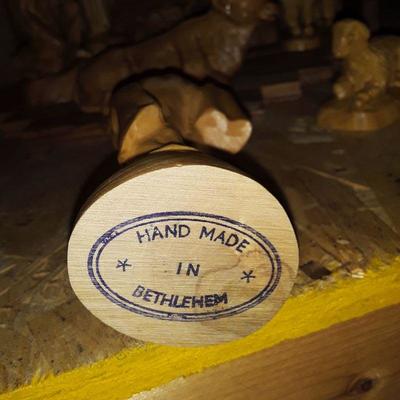 HAND MADE
* IN *
BETHLEHEM